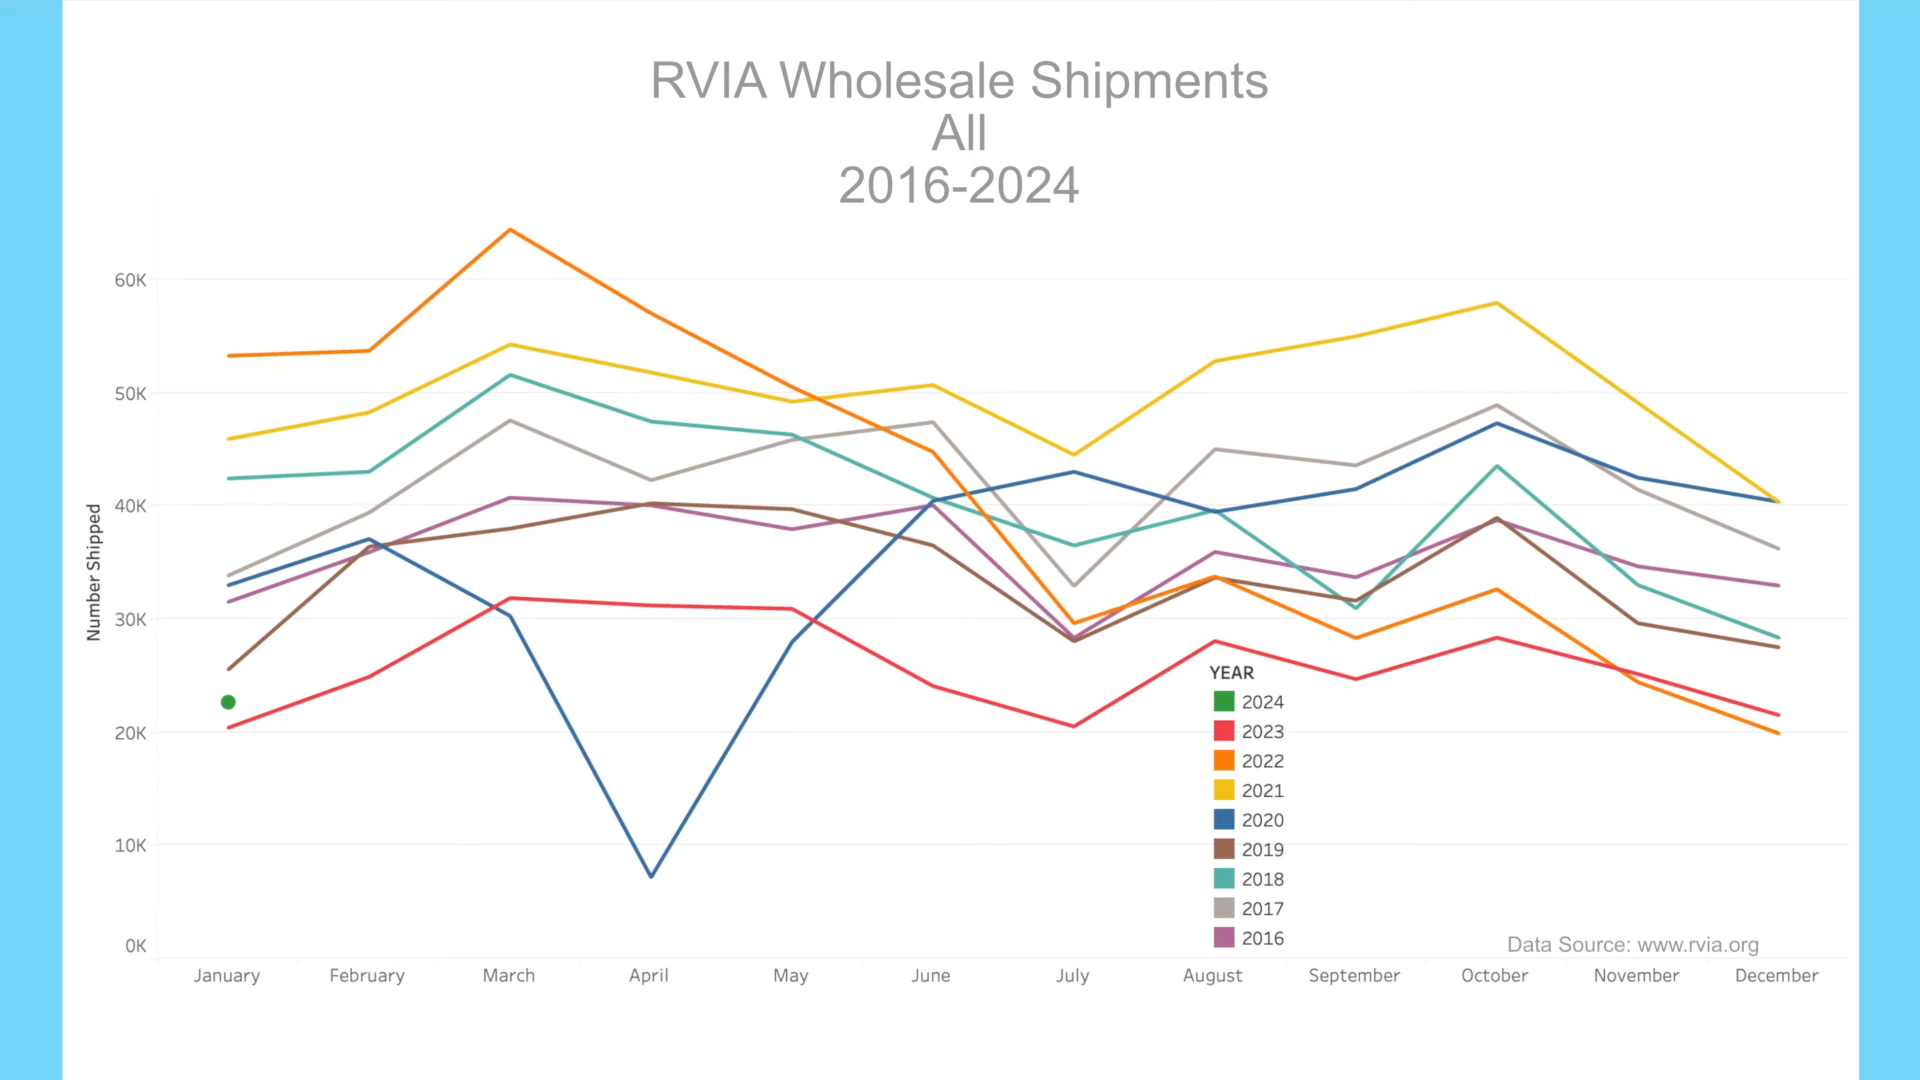 RVIA Wholesale Shipments
All
2016-2024
60K
50K
40K
30K
20K
10K
0K
Number Shipped
YEAR
2024
2023
2022
2021
2020
2019
2018
2017
2016
Data Source: www.rvia.org
January February March April May June July August September October November December